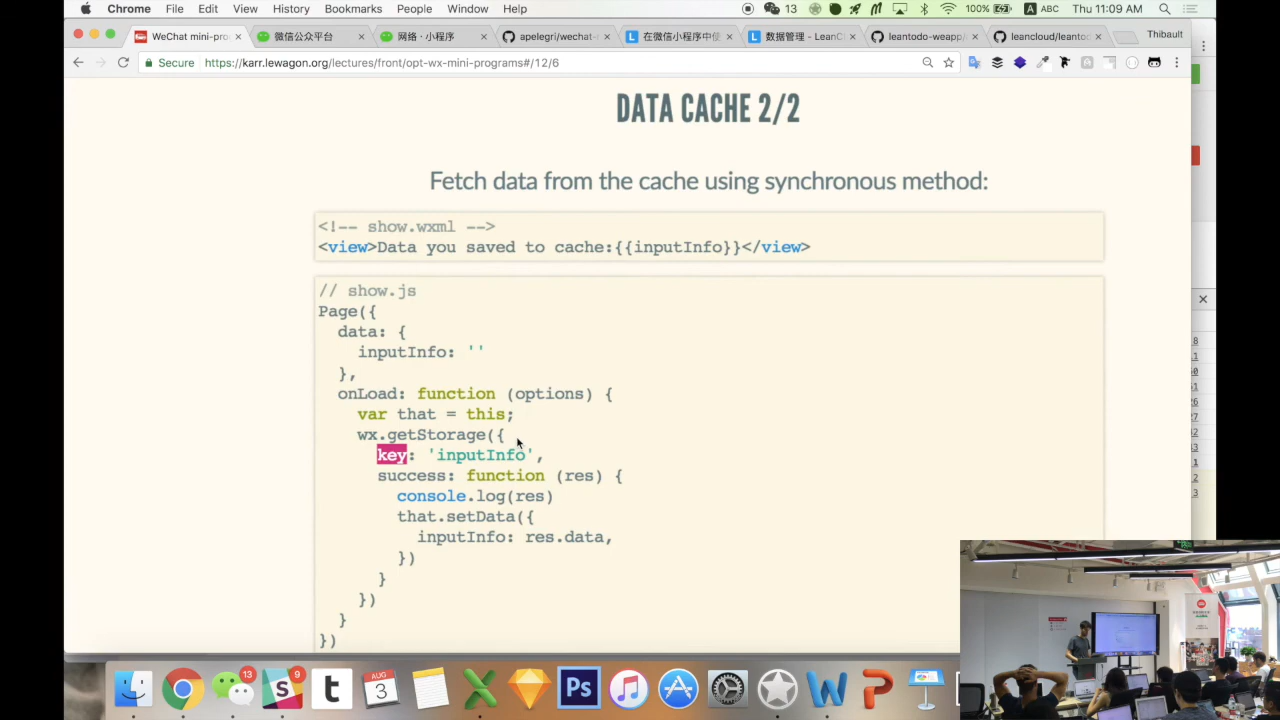 Chrome File Edit View History Bookmarks People Window Help 13 100% A ABC Thu 11:09 AM
WeChat mini-pro × 微信公众平台 × 网络 · 小程序 × apelegri/wechat- × 在微信小程序中使 × 数据管理 - LeanC × leantodo-weapp/ × leancloud/leanto × Thibault
Secure https://karr.lewagon.org/lectures/front/opt-wx-mini-programs#/12/6
DATA CACHE 2/2
Fetch data from the cache using synchronous method:
<!-- show.wxml -->
<view>Data you saved to cache:{{inputInfo}}</view>
// show.js
Page({
data: {
inputInfo: ''
},
onLoad: function (options) {
var that = this;
wx.getStorage({
key: 'inputInfo',
success: function (res) {
console.log(res)
that.setData({
inputInfo: res.data,
})
}
})
}
})
13 9 t AUG 3 X Ps W P